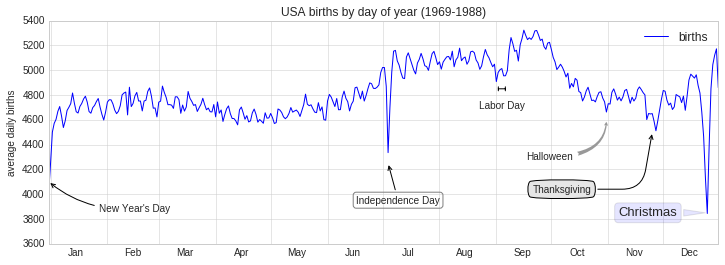 USA births by day of year (1969-1988)
births
average daily births
5400
5200
5000
4800
4600
4400
4200
4000
3800
3600
Labor Day
Halloween
Thanksgiving
Independence Day
New Year's Day
Christmas
Jan
Feb
Mar
Apr
May
Jun
Jul
Aug
Sep
Oct
Nov
Dec